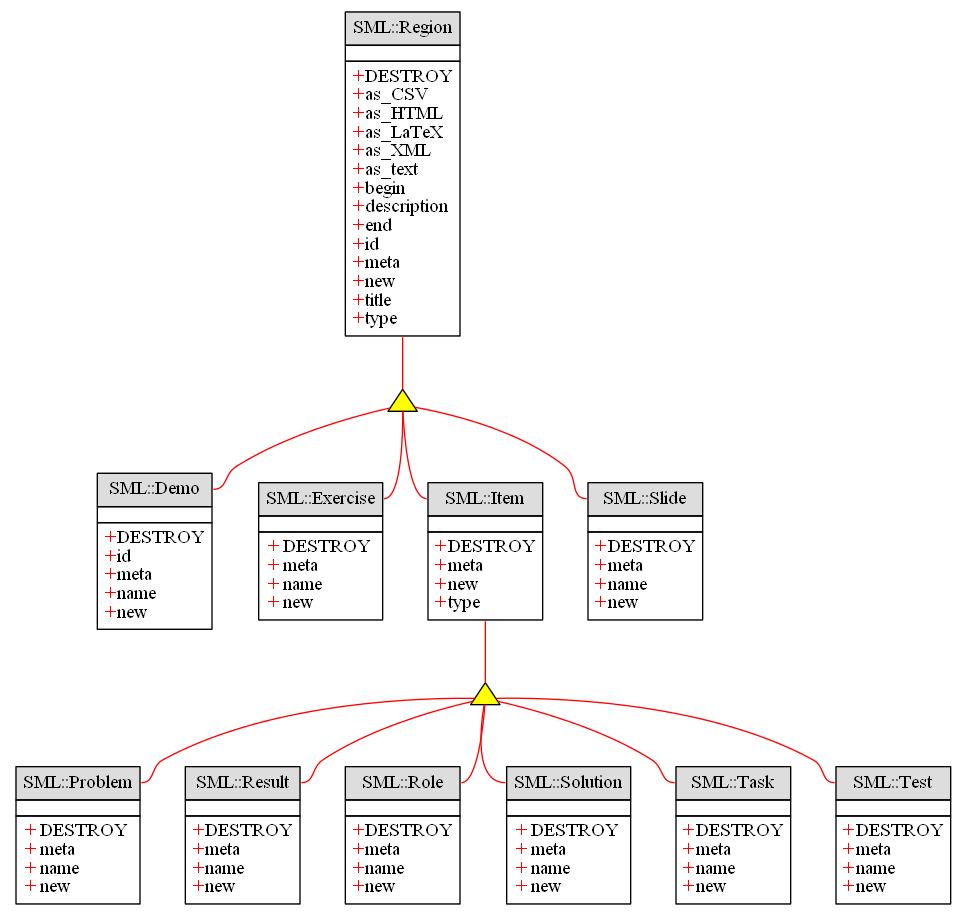 SML::Region
+DESTROY
+as_CSV
+as_HTML
+as_LaTeX
+as_XML
+as_text
+begin
+description
+end
+id
+meta
+new
+title
+type
SML::Demo
+DESTROY
+id
+meta
+name
+new
SML::Exercise
+ DESTROY
+ meta
+ name
+ new
SML::Item
+DESTROY
+meta
+new
+type
SML::Slide
+DESTROY
+meta
+name
+new
SML::Problem
+ DESTROY
+ meta
+ name
+ new
SML::Result
+DESTROY
+meta
+name
+new
SML::Role
+DESTROY
+meta
+name
+new
SML::Solution
+ DESTROY
+ meta
+ name
+ new
SML::Task
+DESTROY
+meta
+name
+new
SML::Test
+DESTROY
+meta
+name
+new